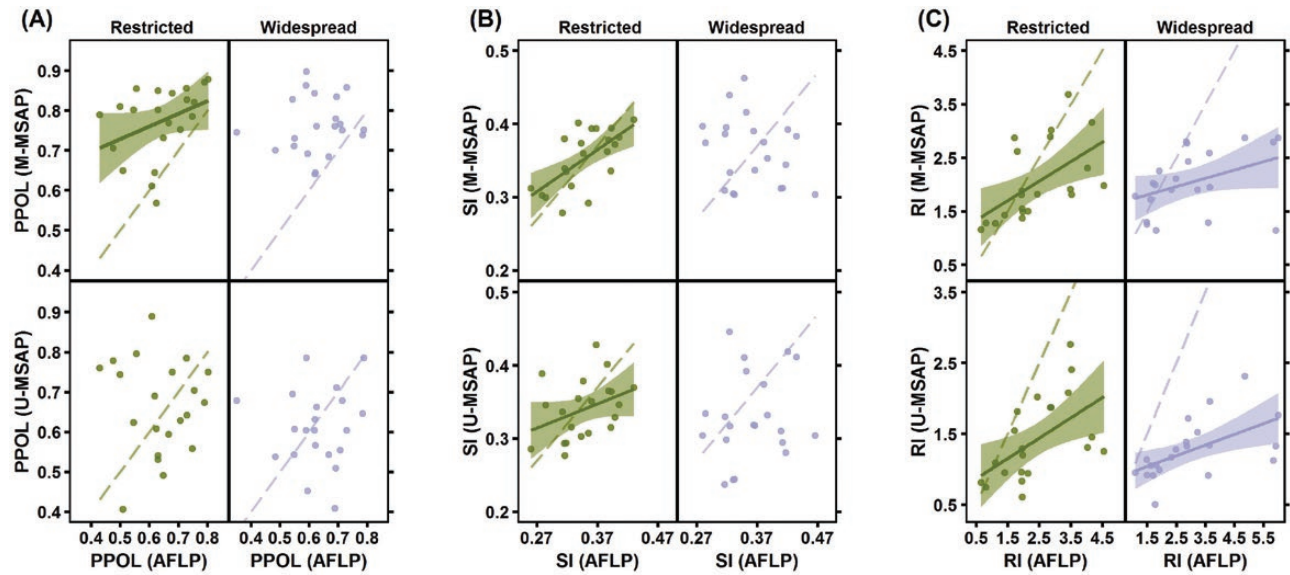 (A)
Restricted Widespread
PPOL (M-MSAP)
0.9
0.8
0.7
0.6
0.5
0.4
PPOL (U-MSAP)
0.9
0.8
0.7
0.6
0.5
0.4
0.4 0.5 0.6 0.7 0.8 0.4 0.5 0.6 0.7 0.8
PPOL (AFLP) PPOL (AFLP)
(B)
Restricted Widespread
SI (M-MSAP)
0.5
0.4
0.3
0.2
SI (U-MSAP)
0.5
0.4
0.3
0.2
0.27 0.37 0.47 0.27 0.37 0.47
SI (AFLP) SI (AFLP)
(C)
Restricted Widespread
RI (M-MSAP)
4.5
3.5
2.5
1.5
0.5
RI (U-MSAP)
3.5
2.5
1.5
0.5
0.5 1.5 2.5 3.5 4.5 1.5 2.5 3.5 4.5 5.5
RI (AFLP) RI (AFLP)